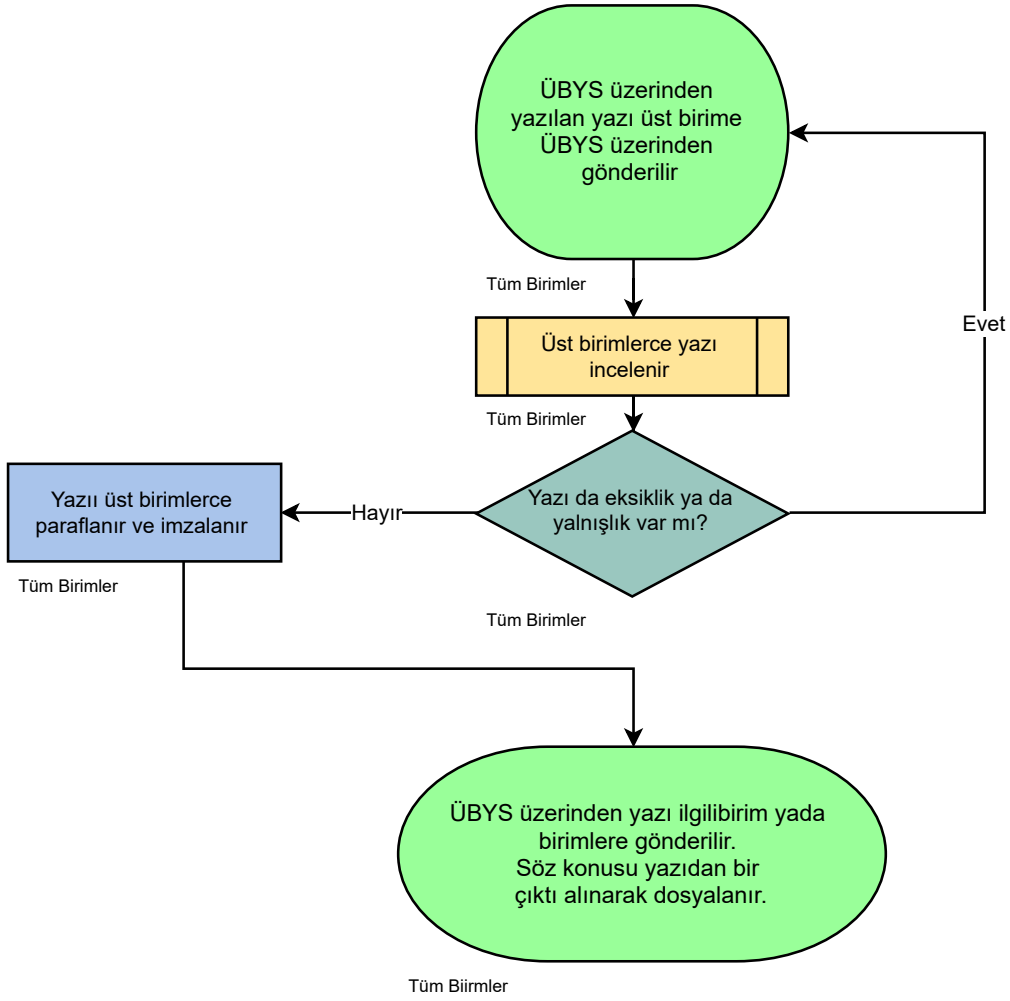 ÜBYS üzerinden
yazılan yazı üst birime
ÜBYS üzerinden
gönderilir
Tüm Birimler
Evet
Üst birimlerce yazı
incelenir
Tüm Birimler
Yazı da eksiklik ya da
yalnışlık var mı?
Hayır
Yazıı üst birimlerce
paraflanır ve imzalanır
Tüm Birimler
Tüm Birimler
ÜBYS üzerinden yazı ilgilibirim yada
birimlere gönderilir.
Söz konusu yazıdan bir
çıktı alınarak dosyalanır.
Tüm Biirmler